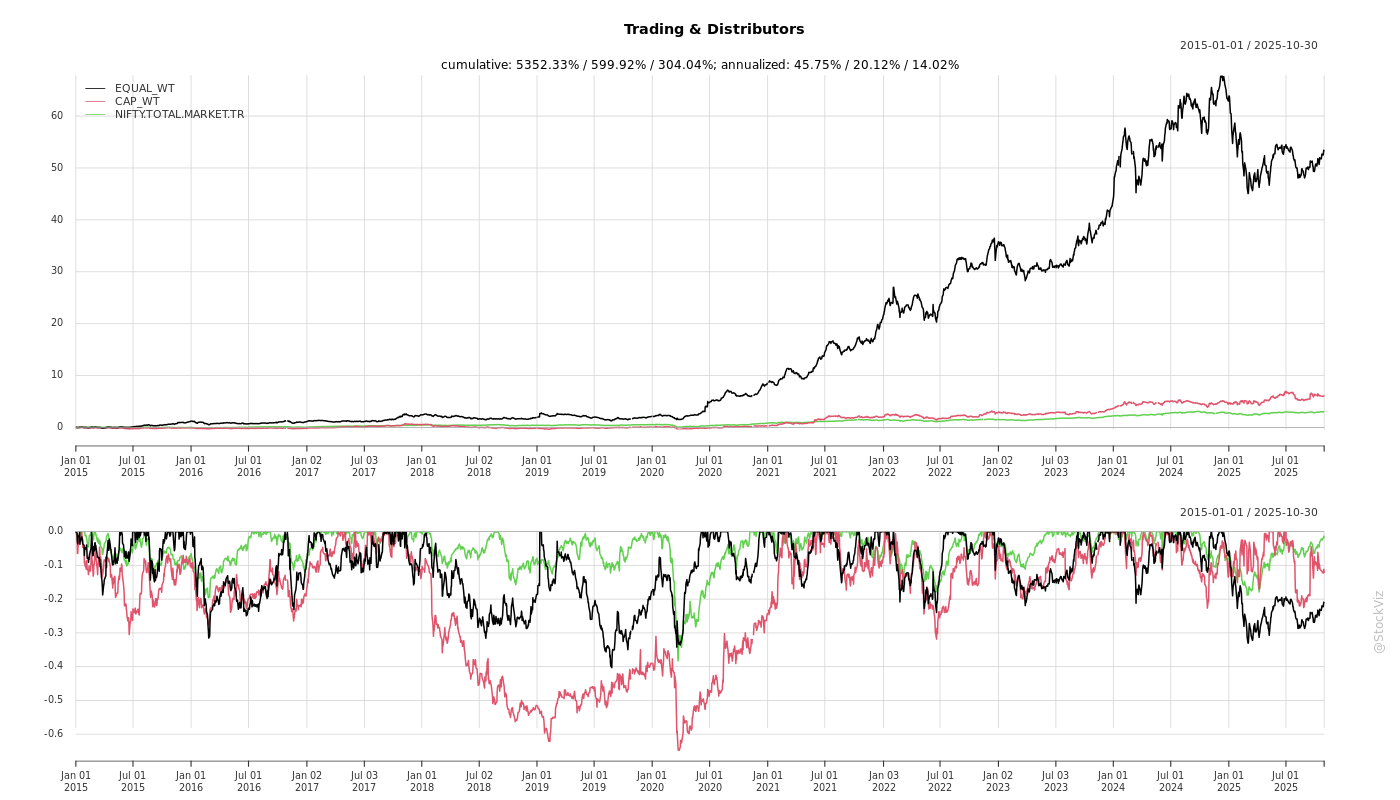 Trading & Distributors
2015-01-01 / 2025-10-30
cumulative: 5352.33% / 599.92% / 304.04%; annualized: 45.75% / 20.12% / 14.02%
EQUAL_WT
CAP_WT
NIFTY.TOTAL.MARKET.TR
60
50
40
30
20
10
0
Jan 01 Jul 01 Jan 01 Jul 01 Jan 02 Jul 03 Jan 01 Jul 02 Jan 01 Jul 01 Jan 01 Jul 01 Jan 01 Jul 01 Jan 03 Jul 01 Jan 02 Jul 03 Jan 01 Jul 01 Jan 01 Jul 01
2015 2015 2016 2016 2017 2017 2018 2018 2019 2019 2020 2020 2021 2021 2022 2022 2023 2023 2024 2024 2025 2025
2015-01-01 / 2025-10-30
0.0
-0.1
-0.2
-0.3
-0.4
-0.5
-0.6
Jan 01 Jul 01 Jan 01 Jul 01 Jan 02 Jul 03 Jan 01 Jul 02 Jan 01 Jul 01 Jan 01 Jul 01 Jan 01 Jul 01 Jan 03 Jul 01 Jan 02 Jul 03 Jan 01 Jul 01 Jan 01 Jul 01
2015 2015 2016 2016 2017 2017 2018 2018 2019 2019 2020 2020 2021 2021 2022 2022 2023 2023 2024 2024 2025 2025
@StockViz